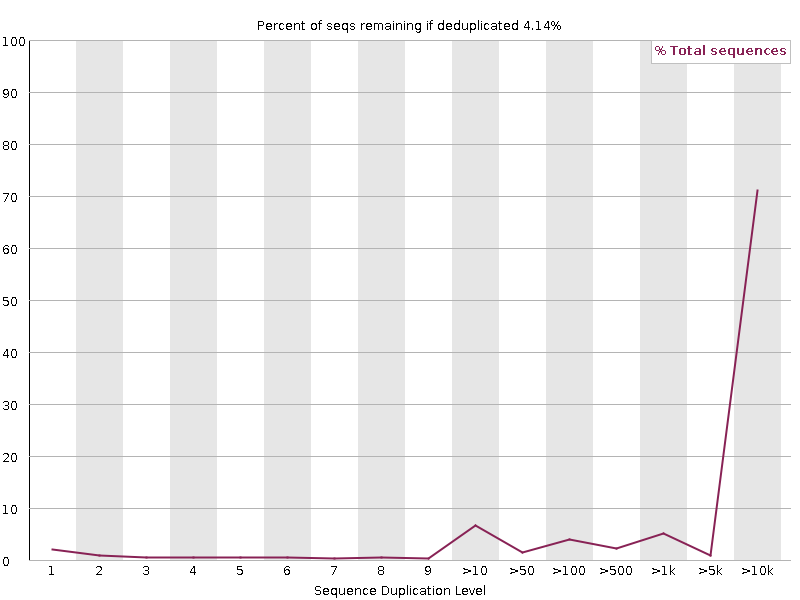 Percent of seqs remaining if deduplicated 4.14%
% Total sequences
100
90
80
70
60
50
40
30
20
10
0
1 2 3 4 5 6 7 8 9 >10 >50 >100 >500 >1k >5k >10k
Sequence Duplication Level